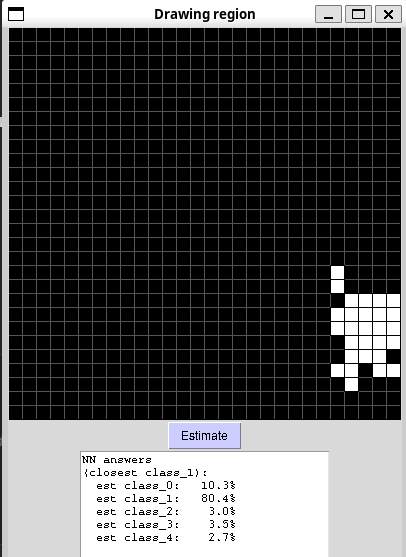 Drawing region
Estimate
NN answers
(closest class_1):
est class_0: 10.3%
est class_1: 80.4%
est class_2: 3.0%
est class_3: 3.5%
est class_4: 2.7%